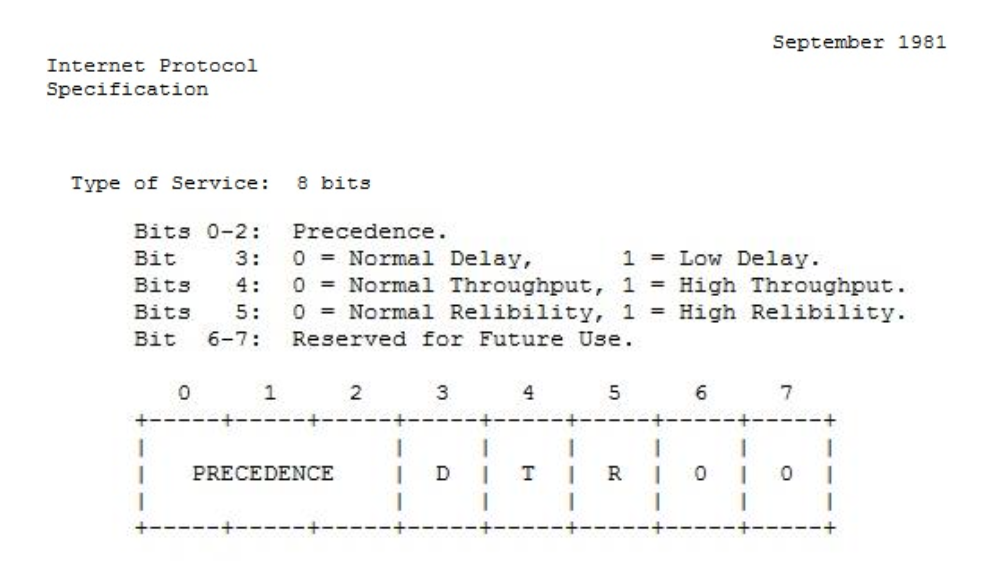 September 1981
Internet Protocol
Specification
Type of Service:  8 bits
Bits 0-2:  Precedence.
Bit    3:  0 = Normal Delay,      1 = Low Delay.
Bits   4:  0 = Normal Throughput, 1 = High Throughput.
Bits   5:  0 = Normal Relibility, 1 = High Relibility.
Bit  6-7:  Reserved for Future Use.
   0     1     2     3     4     5     6     7
+-----+-----+-----+-----+-----+-----+-----+-----+
|                 |     |     |     |     |     |
|   PRECEDENCE    |  D  |  T  |  R  |  0  |  0  |
|                 |     |     |     |     |     |
+-----+-----+-----+-----+-----+-----+-----+-----+